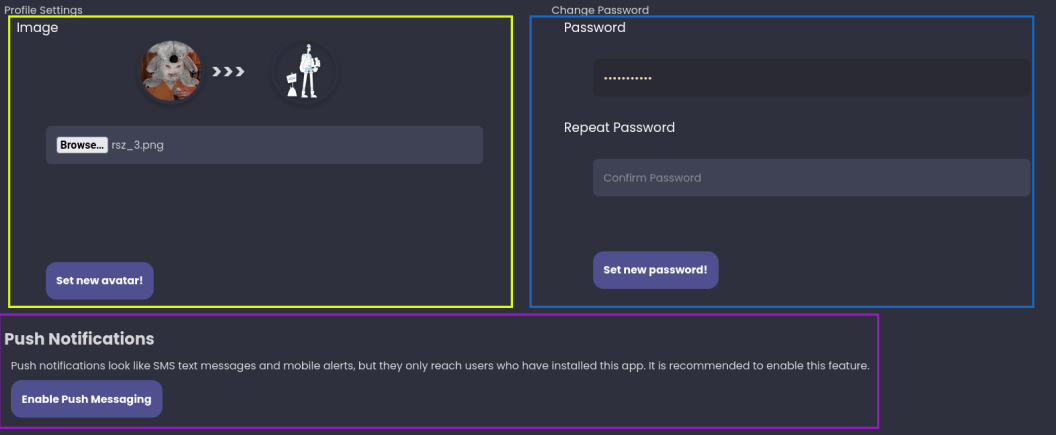 Profile Settings
Image
>>>
Browse... rsz_3.png
Set new avatar!
Change Password
Password
•••••••••••
Repeat Password
Confirm Password
Set new password!
Push Notifications
Push notifications look like SMS text messages and mobile alerts, but they only reach users who have installed this app. It is recommended to enable this feature.
Enable Push Messaging